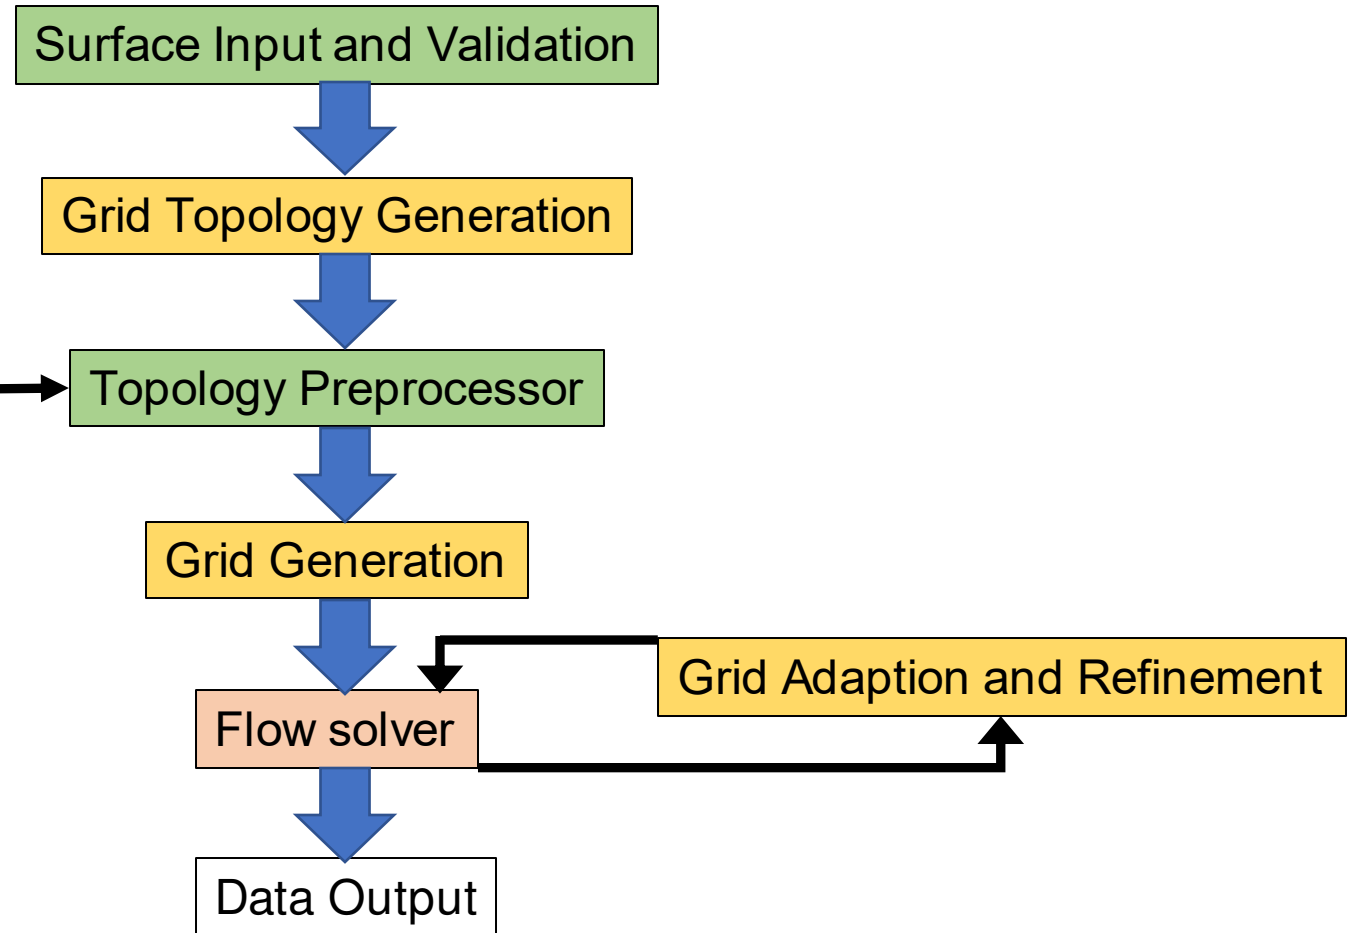 Surface Input and Validation
Grid Topology Generation
Topology Preprocessor
Grid Generation
Grid Adaption and Refinement
Flow solver
Data Output